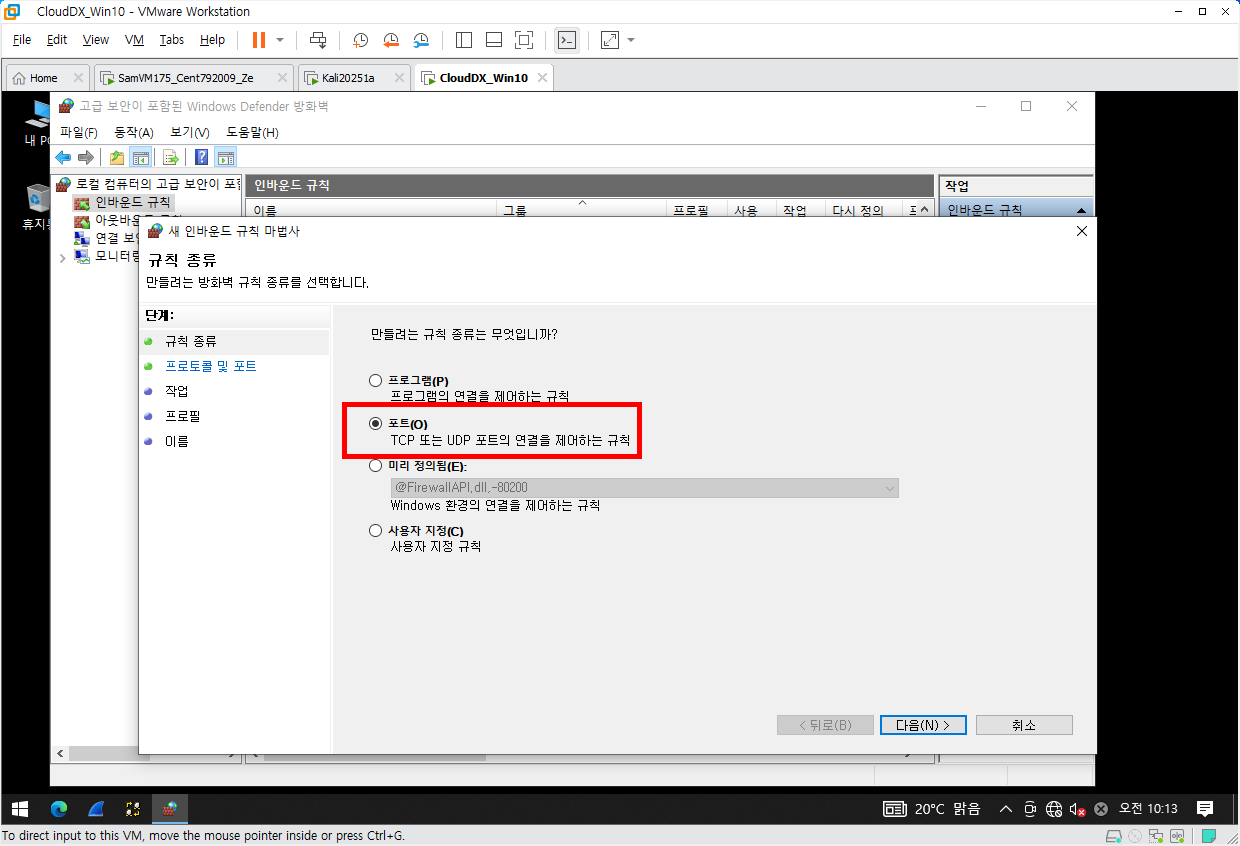 CloudDX_Win10 - VMware Workstation
File Edit View VM Tabs Help
Home SamVM175_Cent792009_Ze Kali20251a CloudDX_Win10
내 PC
휴지통
고급 보안이 포함된 Windows Defender 방화벽
파일(F) 동작(A) 보기(V) 도움말(H)
로컬 컴퓨터의 고급 보안이 포함
인바운드 규칙
아웃바운드 규칙
연결 보안
모니터링
인바운드 규칙
이름 그룹 프로필 사용 작업 다시 정의
작업
인바운드 규칙
새 인바운드 규칙 마법사
규칙 종류
만들려는 방화벽 규칙 종류를 선택합니다.
단계:
규칙 종류
프로토콜 및 포트
작업
프로필
이름
만들려는 규칙 종류는 무엇입니까?
프로그램(P)
프로그램의 연결을 제어하는 규칙
포트(O)
TCP 또는 UDP 포트의 연결을 제어하는 규칙
미리 정의됨(E):
@FirewallAPI.dll,-80200
Windows 환경의 연결을 제어하는 규칙
사용자 지정(C)
사용자 지정 규칙
< 뒤로(B) 다음(N) > 취소
20°C 맑음 오전 10:13
To direct input to this VM, move the mouse pointer inside or press Ctrl+G.